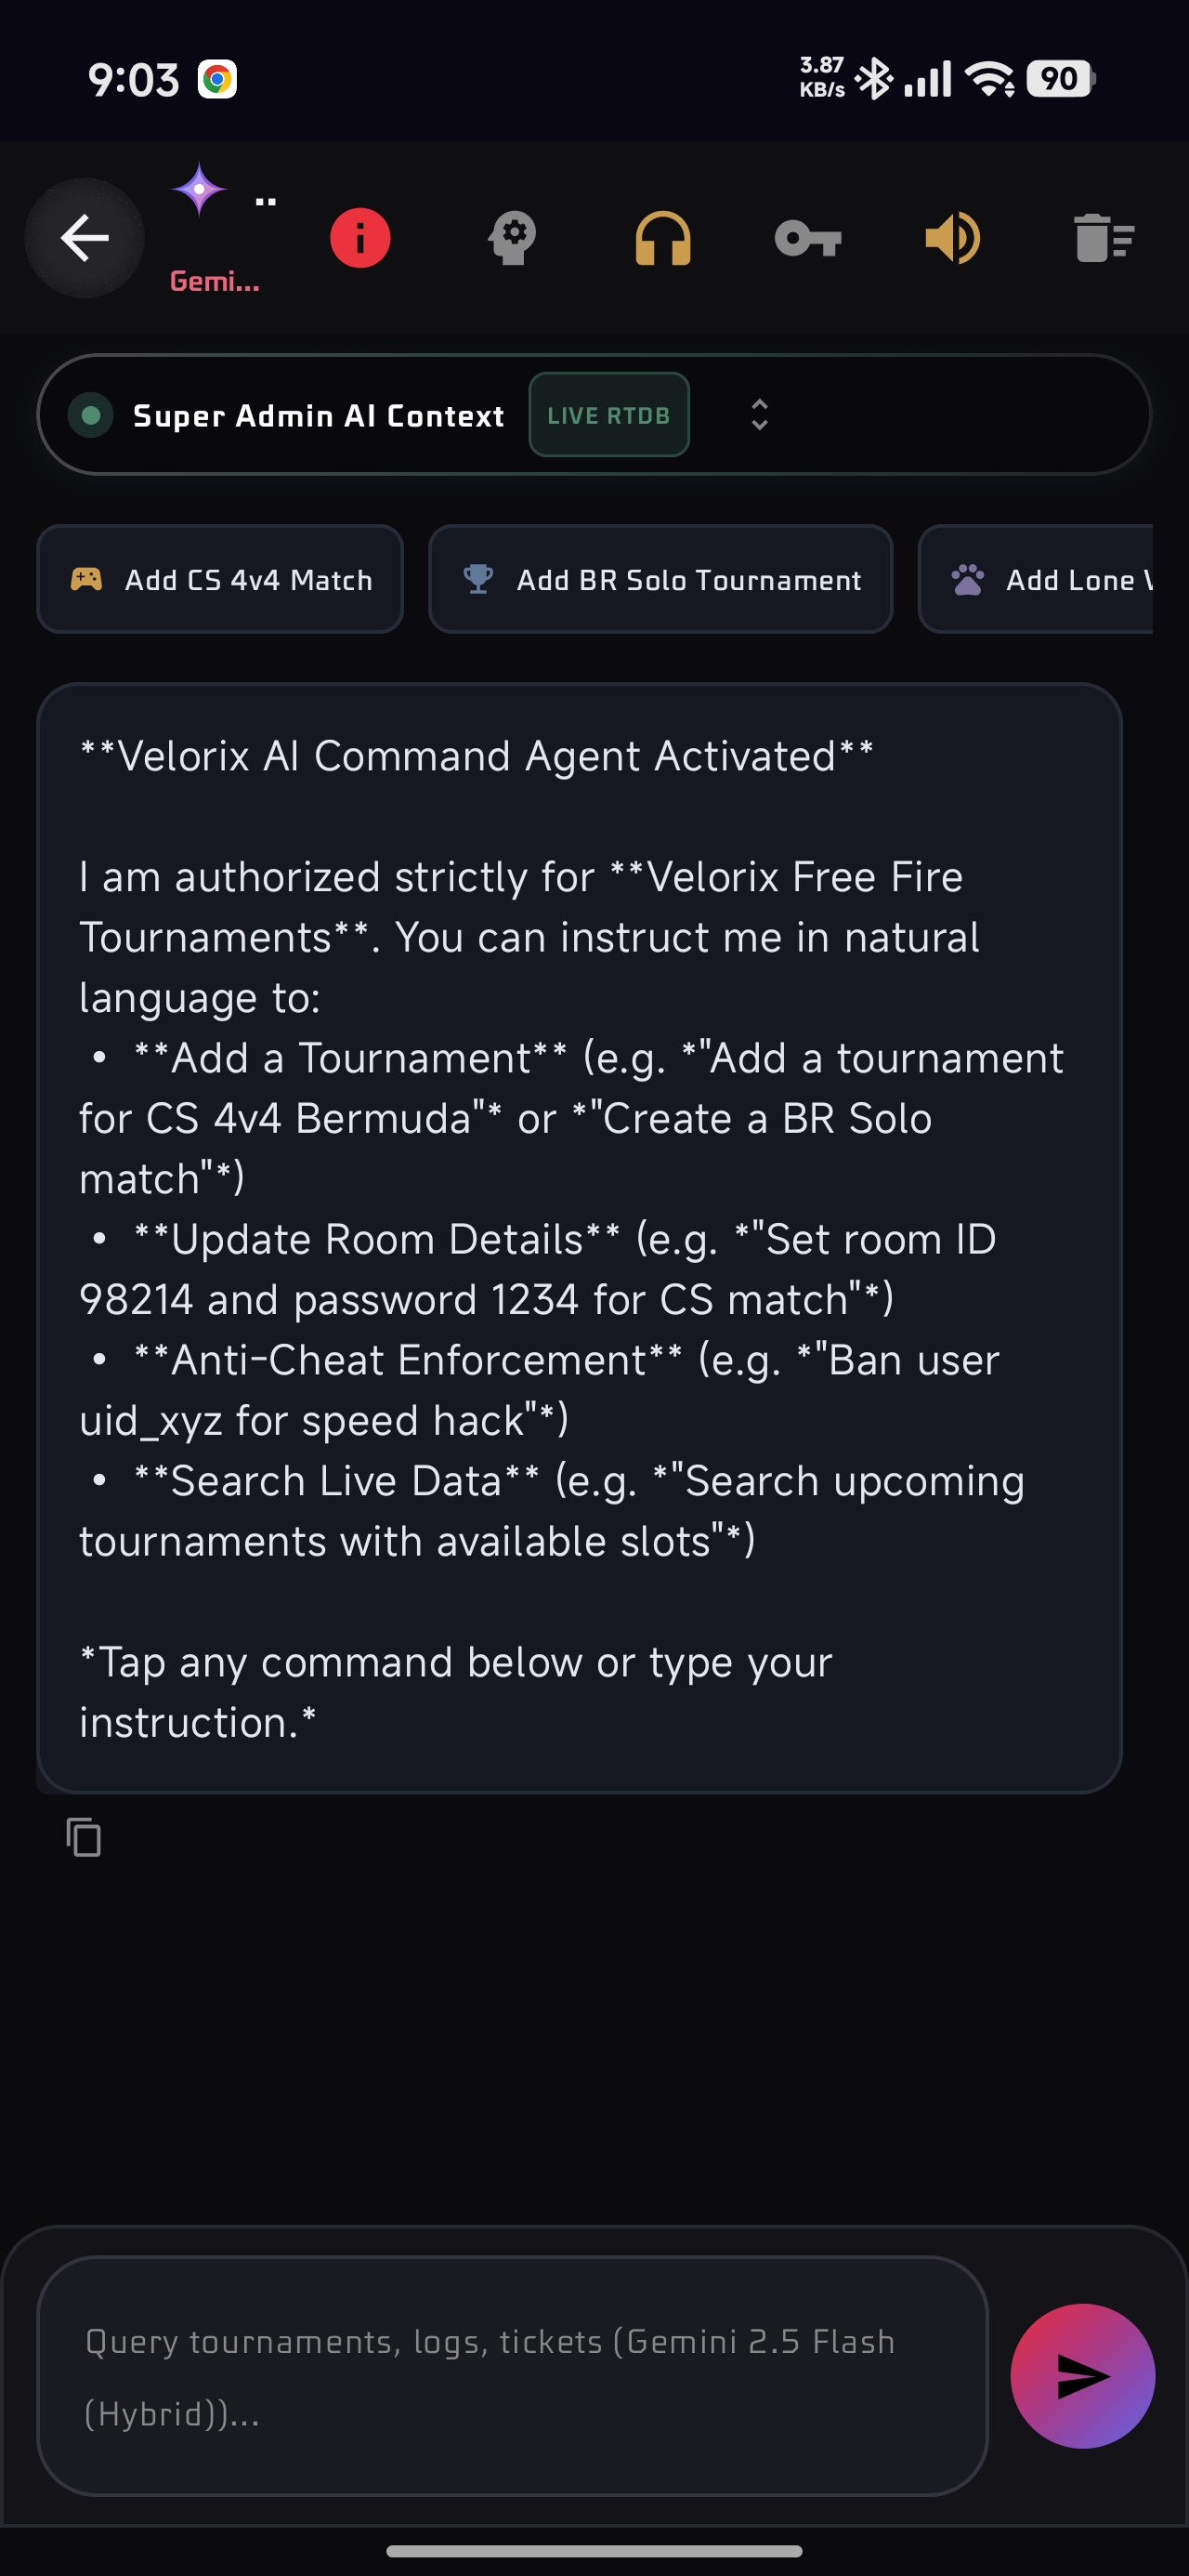 9:03
3.87
KB/s
90
..
Gemi...
Super Admin AI Context
LIVE RTDB
Add CS 4v4 Match
Add BR Solo Tournament
Add Lone
**Velorix AI Command Agent Activated**
I am authorized strictly for **Velorix Free Fire
Tournaments**. You can instruct me in natural
language to:
• **Add a Tournament** (e.g. *"Add a tournament
for CS 4v4 Bermuda"* or *"Create a BR Solo
match"*)
• **Update Room Details** (e.g. *"Set room ID
98214 and password 1234 for CS match"*)
• **Anti-Cheat Enforcement** (e.g. *"Ban user
uid_xyz for speed hack"*)
• **Search Live Data** (e.g. *"Search upcoming
tournaments with available slots"*)
*Tap any command below or type your
instruction.*
Query tournaments, logs, tickets (Gemini 2.5 Flash
(Hybrid))...